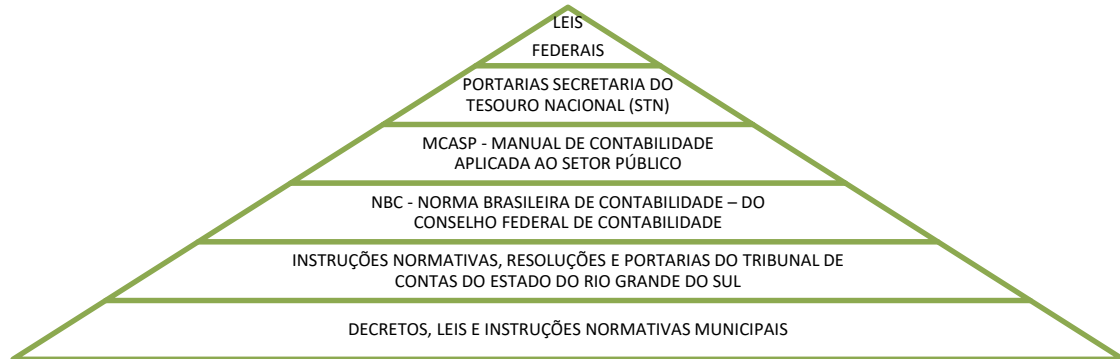 LEIS
FEDERAIS
PORTARIAS SECRETARIA DO
TESOURO NACIONAL (STN)
MCASP - MANUAL DE CONTABILIDADE
APLICADA AO SETOR PÚBLICO
NBC - NORMA BRASILEIRA DE CONTABILIDADE – DO
CONSELHO FEDERAL DE CONTABILIDADE
INSTRUÇÕES NORMATIVAS, RESOLUÇÕES E PORTARIAS DO TRIBUNAL DE
CONTAS DO ESTADO DO RIO GRANDE DO SUL
DECRETOS, LEIS E INSTRUÇÕES NORMATIVAS MUNICIPAIS